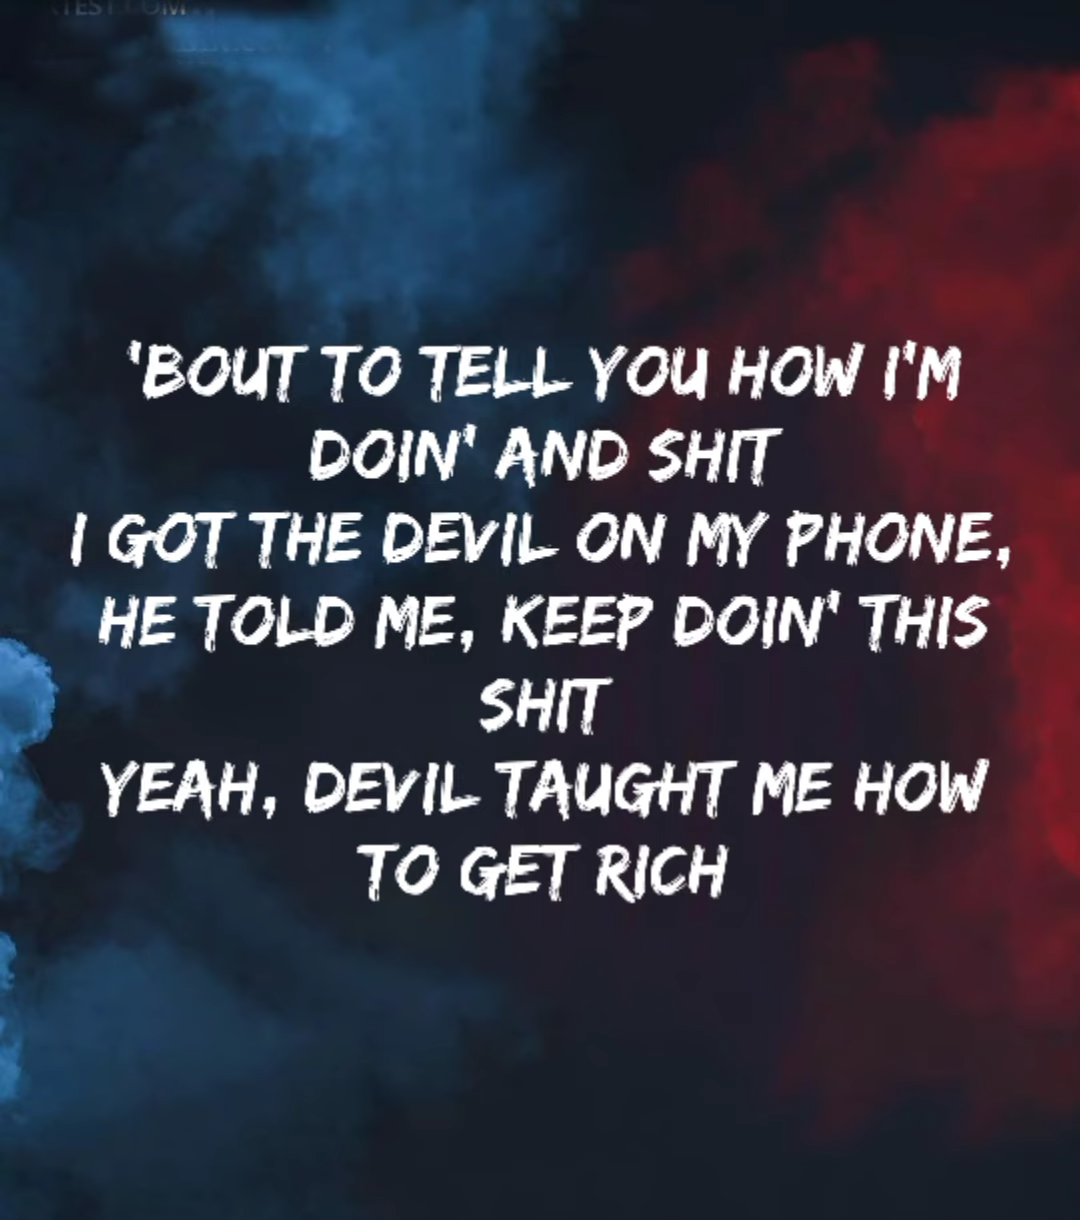 'BOUT TO TELL YOU HOW I'M
DOIN' AND SHIT
I GOT THE DEVIL ON MY PHONE,
HE TOLD ME, KEEP DOIN' THIS
SHIT
YEAH, DEVIL TAUGHT ME HOW
TO GET RICH